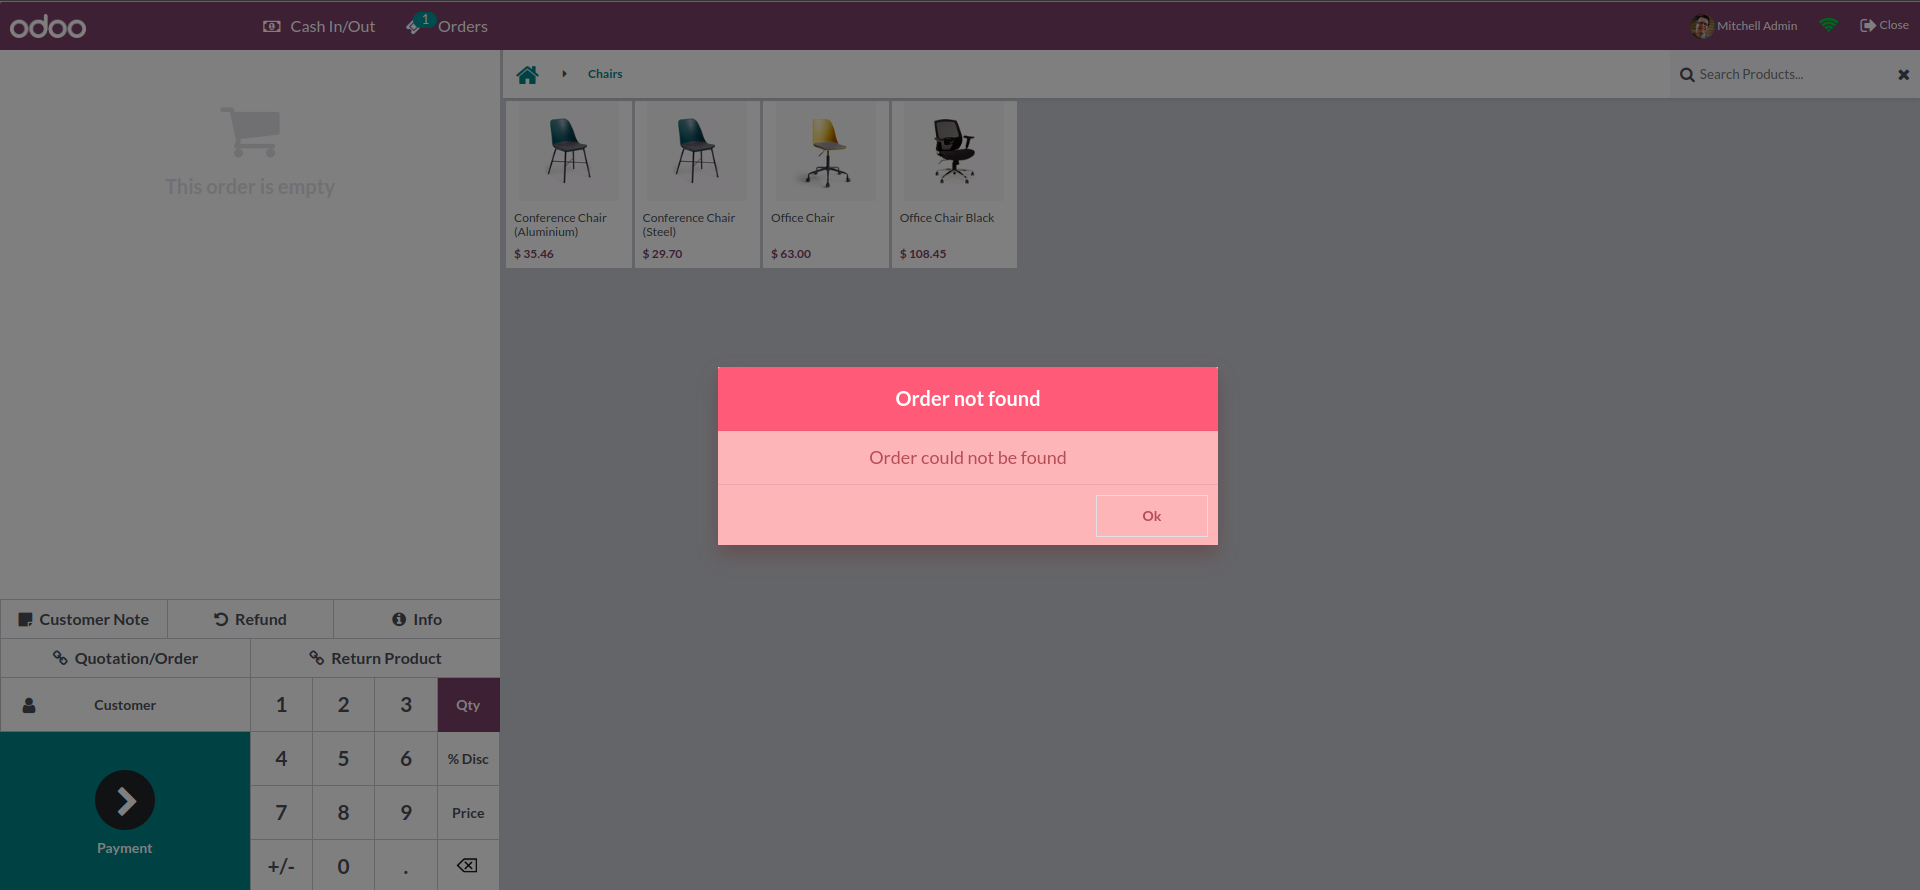 odoo
Cash In/Out
1
Orders
Mitchell Admin
Close
This order is empty
Chairs
Search Products...
Conference Chair
(Aluminium)
$ 35.46
Conference Chair
(Steel)
$ 29.70
Office Chair
$ 63.00
Office Chair Black
$ 108.45
Order not found
Order could not be found
Ok
Customer Note
Refund
Info
Quotation/Order
Return Product
Customer
1 2 3 Qty
4 5 6 % Disc
7 8 9 Price
+/- 0 .
Payment